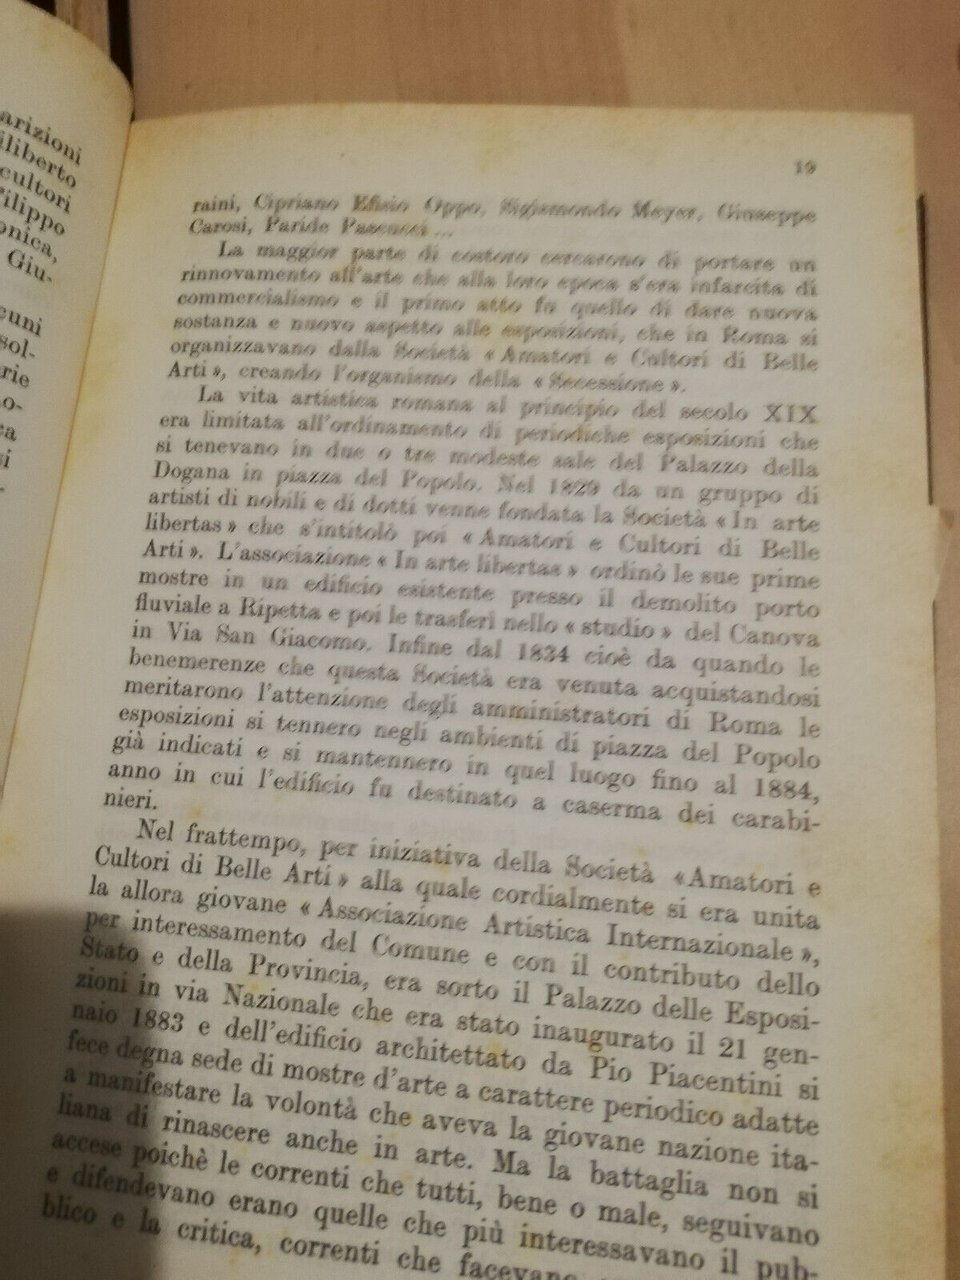 arizioni
iliberto
cultori
Filippo
onica,
Giu-
cuni
sol-
rie
o-
ca
si
-
19
raini, Cipriano Efisio Oppo, Sigismondo Meyer, Giuseppe
Carosi, Paride Pascucci ...
La maggior parte di costoro cercarono di portare un
rinnovamento all'arte che alla loro epoca s'era infarcita di
commercialismo e il primo atto fu quello di dare nuova
sostanza e nuovo aspetto alle esposizioni, che in Roma si
organizzavano dalla Società « Amatori e Cultori di Belle
Arti », creando l'organismo della « Secessione ».
La vita artistica romana al principio del secolo XIX
era limitata all'ordinamento di periodiche esposizioni che
si tenevano in due o tre modeste sale del Palazzo della
Dogana in piazza del Popolo. Nel 1829 da un gruppo di
artisti di nobili e di dotti venne fondata la Società « In arte
libertas » che s'intitolò poi « Amatori e Cultori di Belle
Arti ». L'associazione « In arte libertas » ordinò le sue prime
mostre in un edificio esistente presso il demolito porto
fluviale a Ripetta e poi le trasferì nello « studio » del Canova
in Via San Giacomo. Infine dal 1834 cioè da quando le
benemerenze che questa Società era venuta acquistandosi
meritarono l'attenzione degli amministratori di Roma le
esposizioni si tennero negli ambienti di piazza del Popolo
già indicati e si mantennero in quel luogo fino al 1884,
anno in cui l'edificio fu destinato a caserma dei carabi-
nieri.
Nel frattempo, per iniziativa della Società « Amatori e
Cultori di Belle Arti » alla quale cordialmente si era unita
la allora giovane « Associazione Artistica Internazionale »,
per interessamento del Comune e con il contributo dello
Stato e della Provincia, era sorto il Palazzo delle Esposi-
zioni in via Nazionale che era stato inaugurato il 21 gen-
naio 1883 e dell'edificio architettato da Pio Piacentini si
fece degna sede di mostre d'arte a carattere periodico adatte
a manifestare la volontà che aveva la giovane nazione ita-
liana di rinascere anche in arte. Ma la battaglia non si
accese poichè le correnti che tutti, bene o male, seguivano
e difendevano erano quelle che più interessavano il pub-
blico e la critica, correnti che facevano